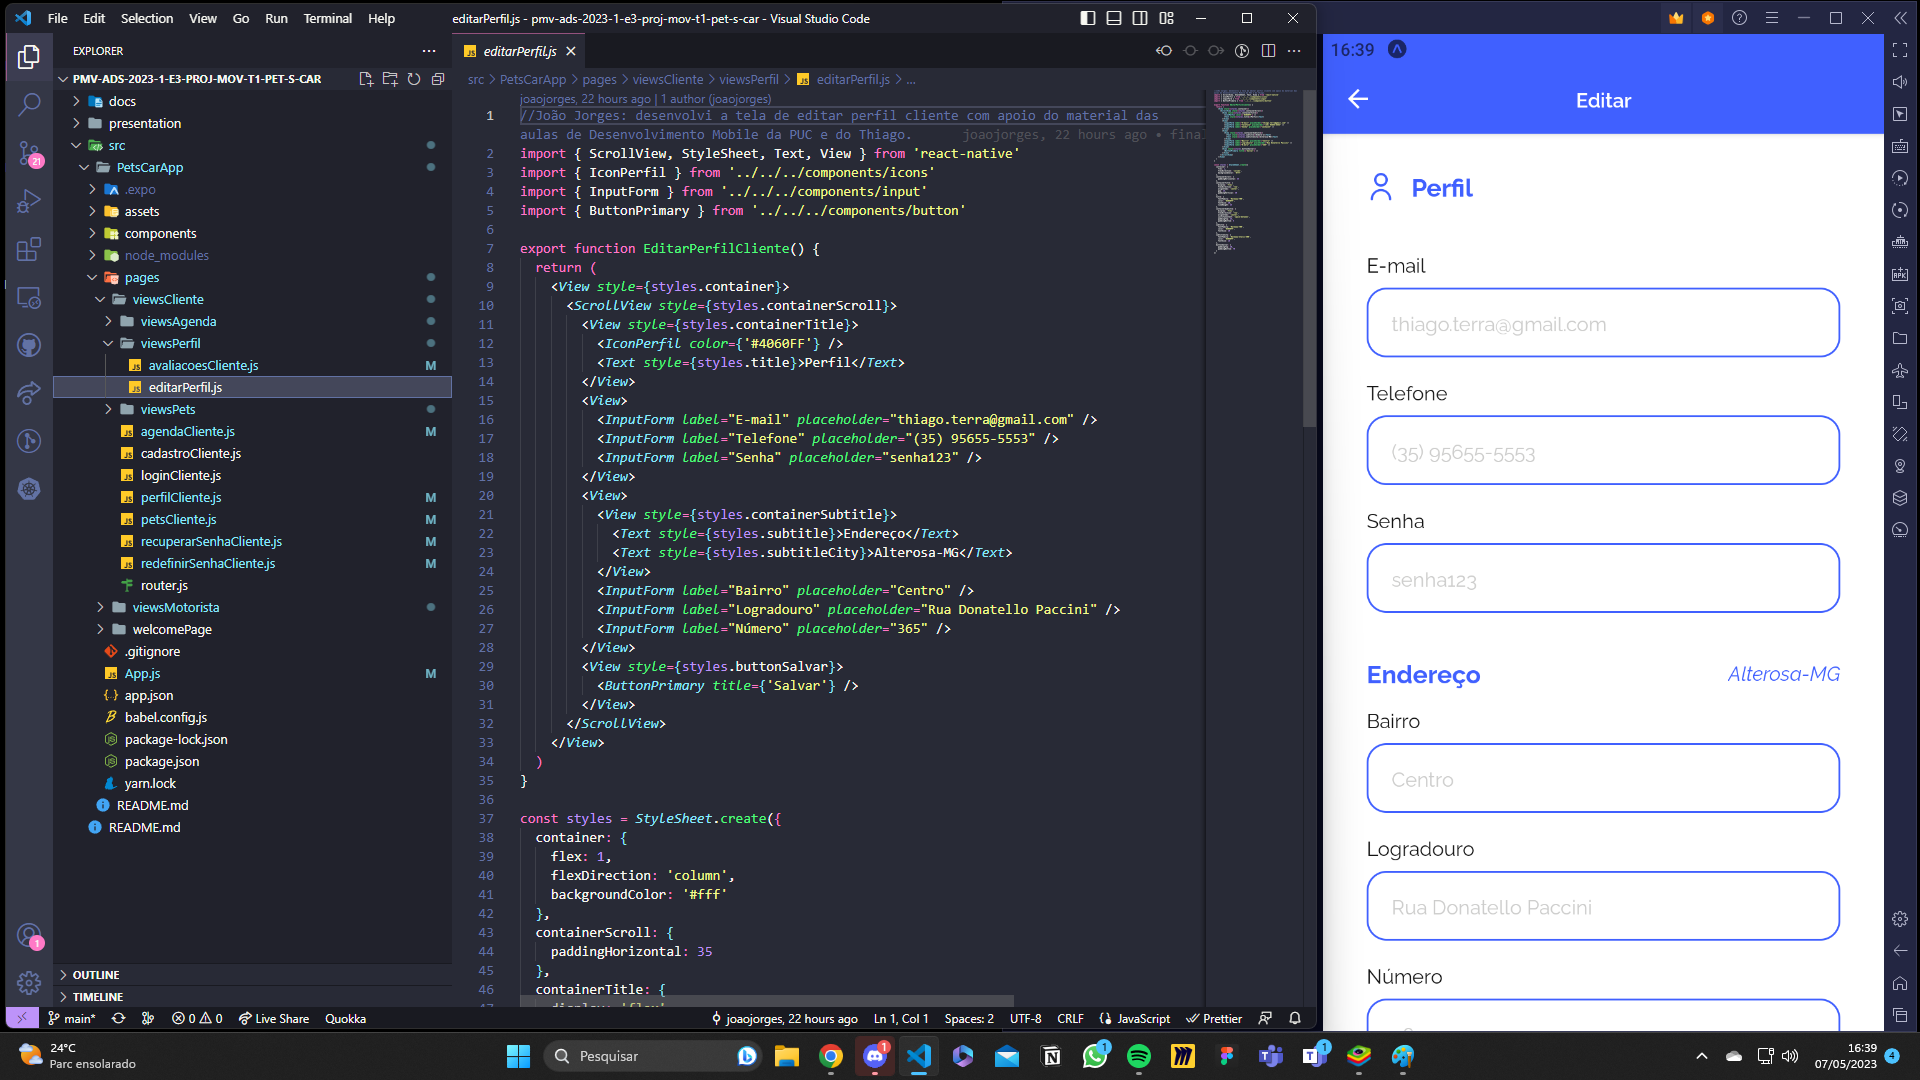 File Edit Selection View Go Run Terminal Help
editarPerfil.js - pmv-ads-2023-1-e3-proj-mov-t1-pet-s-car - Visual Studio Code
EXPLORER
PMV-ADS-2023-1-E3-PROJ-MOV-T1-PET-S-CAR
docs
presentation
src
PetsCarApp
.expo
assets
components
node_modules
pages
viewsCliente
viewsAgenda
viewsPerfil
avaliacoesCliente.js M
editarPerfil.js
viewsPets
agendaCliente.js M
cadastroCliente.js
loginCliente.js
perfilCliente.js M
petsCliente.js M
recuperarSenhaCliente.js M
redefinirSenhaCliente.js M
router.js
viewsMotorista
welcomePage
.gitignore
App.js M
app.json
babel.config.js
package-lock.json
package.json
yarn.lock
README.md
README.md
OUTLINE
TIMELINE
21
1
editarPerfil.js
src > PetsCarApp > pages > viewsCliente > viewsPerfil > editarPerfil.js > ...
joaojorges, 22 hours ago | 1 author (joaojorges)
1 //João Jorges: desenvolvi a tela de editar perfil cliente com apoio do material das
aulas de Desenvolvimento Mobile da PUC e do Thiago. joaojorges, 22 hours ago • fina
2 import { ScrollView, StyleSheet, Text, View } from 'react-native'
3 import { IconPerfil } from '../../../components/icons'
4 import { InputForm } from '../../../components/input'
5 import { ButtonPrimary } from '../../../components/button'
6
7 export function EditarPerfilCliente() {
8 return (
9 <View style={styles.container}>
10 <ScrollView style={styles.containerScroll}>
11 <View style={styles.containerTitle}>
12 <IconPerfil color={'#4060FF'} />
13 <Text style={styles.title}>Perfil</Text>
14 </View>
15 <View>
16 <InputForm label="E-mail" placeholder="thiago.terra@gmail.com" />
17 <InputForm label="Telefone" placeholder="(35) 95655-5553" />
18 <InputForm label="Senha" placeholder="senha123" />
19 </View>
20 <View>
21 <View style={styles.containerSubtitle}>
22 <Text style={styles.subtitle}>Endereço</Text>
23 <Text style={styles.subtitleCity}>Alterosa-MG</Text>
24 </View>
25 <InputForm label="Bairro" placeholder="Centro" />
26 <InputForm label="Logradouro" placeholder="Rua Donatello Paccini" />
27 <InputForm label="Número" placeholder="365" />
28 </View>
29 <View style={styles.buttonSalvar}>
30 <ButtonPrimary title={'Salvar'} />
31 </View>
32 </ScrollView>
33 </View>
34 )
35 }
36
37 const styles = StyleSheet.create({
38 container: {
39 flex: 1,
40 flexDirection: 'column',
41 backgroundColor: '#fff'
42 },
43 containerScroll: {
44 paddingHorizontal: 35
45 },
46 containerTitle: {
main* 0 0 Live Share Quokka
joaojorges, 22 hours ago Ln 1, Col 1 Spaces: 2 UTF-8 CRLF JavaScript Prettier
16:39
Editar
Perfil
E-mail
thiago.terra@gmail.com
Telefone
(35) 95655-5553
Senha
senha123
Endereço Alterosa-MG
Bairro
Centro
Logradouro
Rua Donatello Paccini
Número
24°C
Parc ensolarado
Pesquisar
1
1
1
16:39
07/05/2023
4